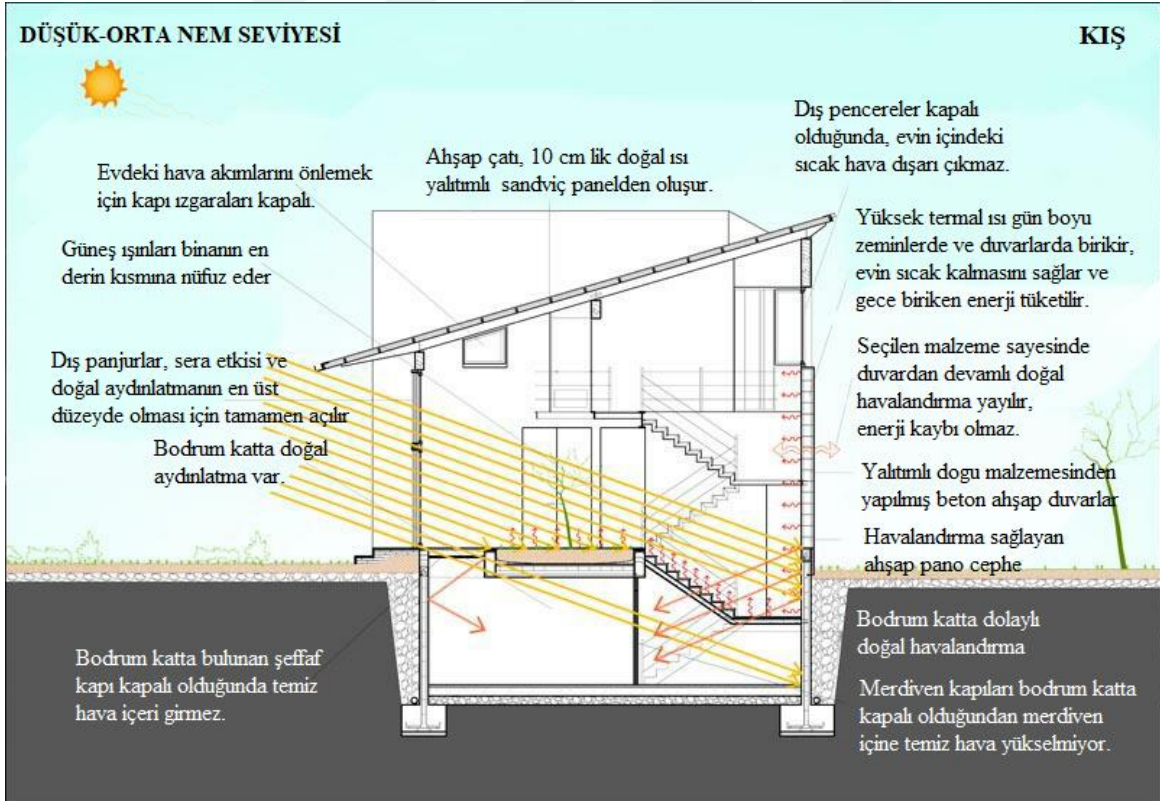 DÜŞÜK-ORTA NEM SEVİYESİ
KIŞ
Evdeki hava akımlarını önlemek
için kapı ızgaraları kapalı.
Ahşap çatı, 10 cm lik doğal ısı
yalıtımlı sandviç panelden oluşur.
Dış pencereler kapalı
olduğunda, evin içindeki
sıcak hava dışarı çıkmaz.
Güneş ışınları binanın en
derin kısmına nüfuz eder
Yüksek termal ısı gün boyu
zeminlerde ve duvarlarda birikir,
evin sıcak kalmasını sağlar ve
gece biriken enerji tüketilir.
Dış panjurlar, sera etkisi ve
doğal aydınlatmanın en üst
düzeyde olması için tamamen açılır
Bodrum katta doğal
aydınlatma var.
Seçilen malzeme sayesinde
duvardan devamlı doğal
havalandırma yayılır,
enerji kaybı olmaz.
Yalıtımlı dogu malzemesinden
yapılmış beton ahşap duvarlar
Havalandırma sağlayan
ahşap pano cephe
Bodrum katta dolaylı
doğal havalandırma
Bodrum katta bulunan şeffaf
kapı kapalı olduğunda temiz
hava içeri girmez.
Merdiven kapıları bodrum katta
kapalı olduğundan merdiven
içine temiz hava yükselmiyor.